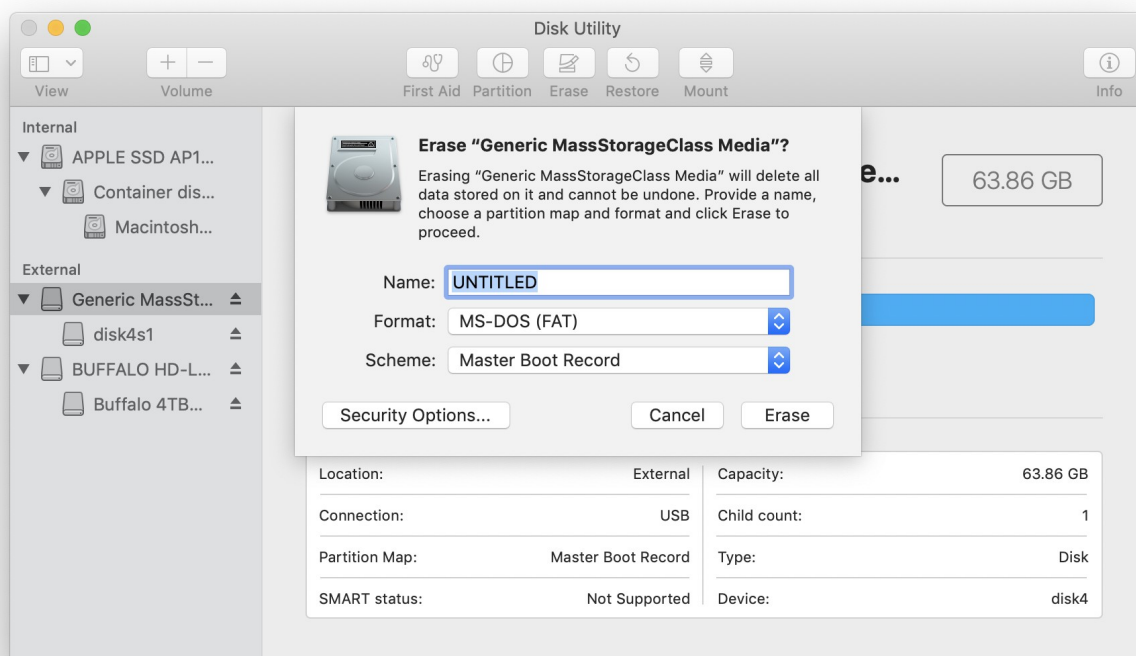 Disk Utility
View
Volume
First Aid
Partition
Erase
Restore
Mount
Info
Internal
APPLE SSD AP1...
Container dis...
Macintosh...
External
Generic MassSt...
disk4s1
BUFFALO HD-L...
Buffalo 4TB...
Erase “Generic MassStorageClass Media”?
Erasing “Generic MassStorageClass Media” will delete all
data stored on it and cannot be undone. Provide a name,
choose a partition map and format and click Erase to
proceed.
Name: UNTITLED
Format: MS-DOS (FAT)
Scheme: Master Boot Record
Security Options...
Cancel
Erase
e...
63.86 GB
Location: External
Capacity: 63.86 GB
Connection: USB
Child count: 1
Partition Map: Master Boot Record
Type: Disk
SMART status: Not Supported
Device: disk4